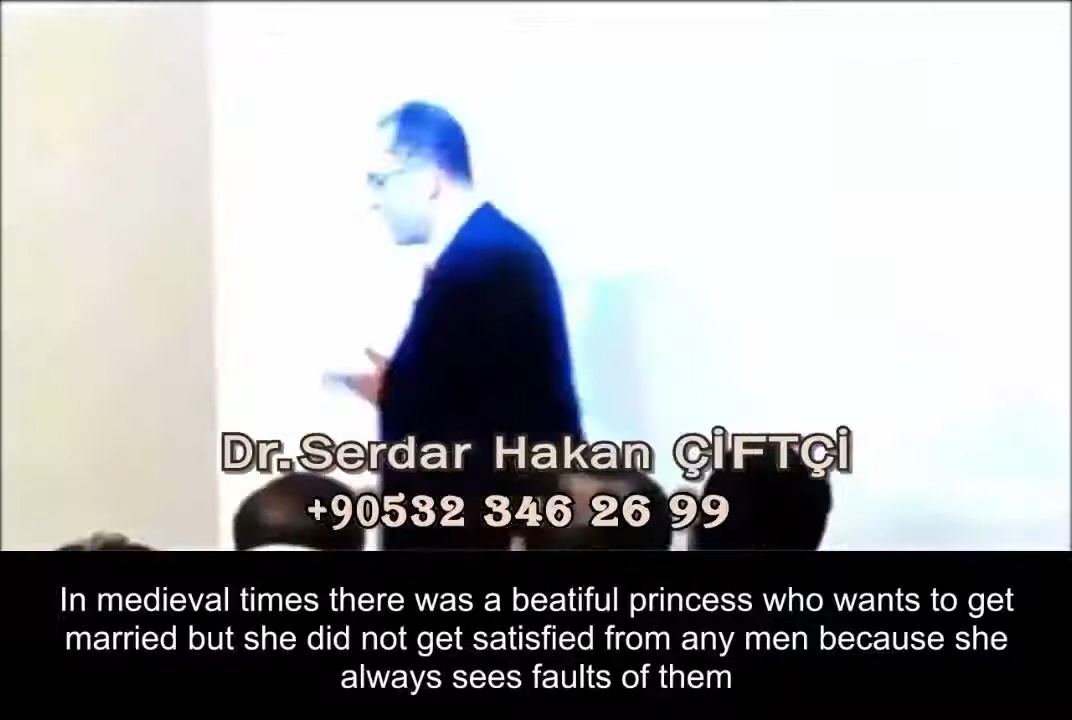 Dr.Serdar Hakan ÇİFTÇİ
+90532 346 26 99
In medieval times there was a beatiful princess who wants to get
married but she did not get satisfied from any men because she
always sees faults of them